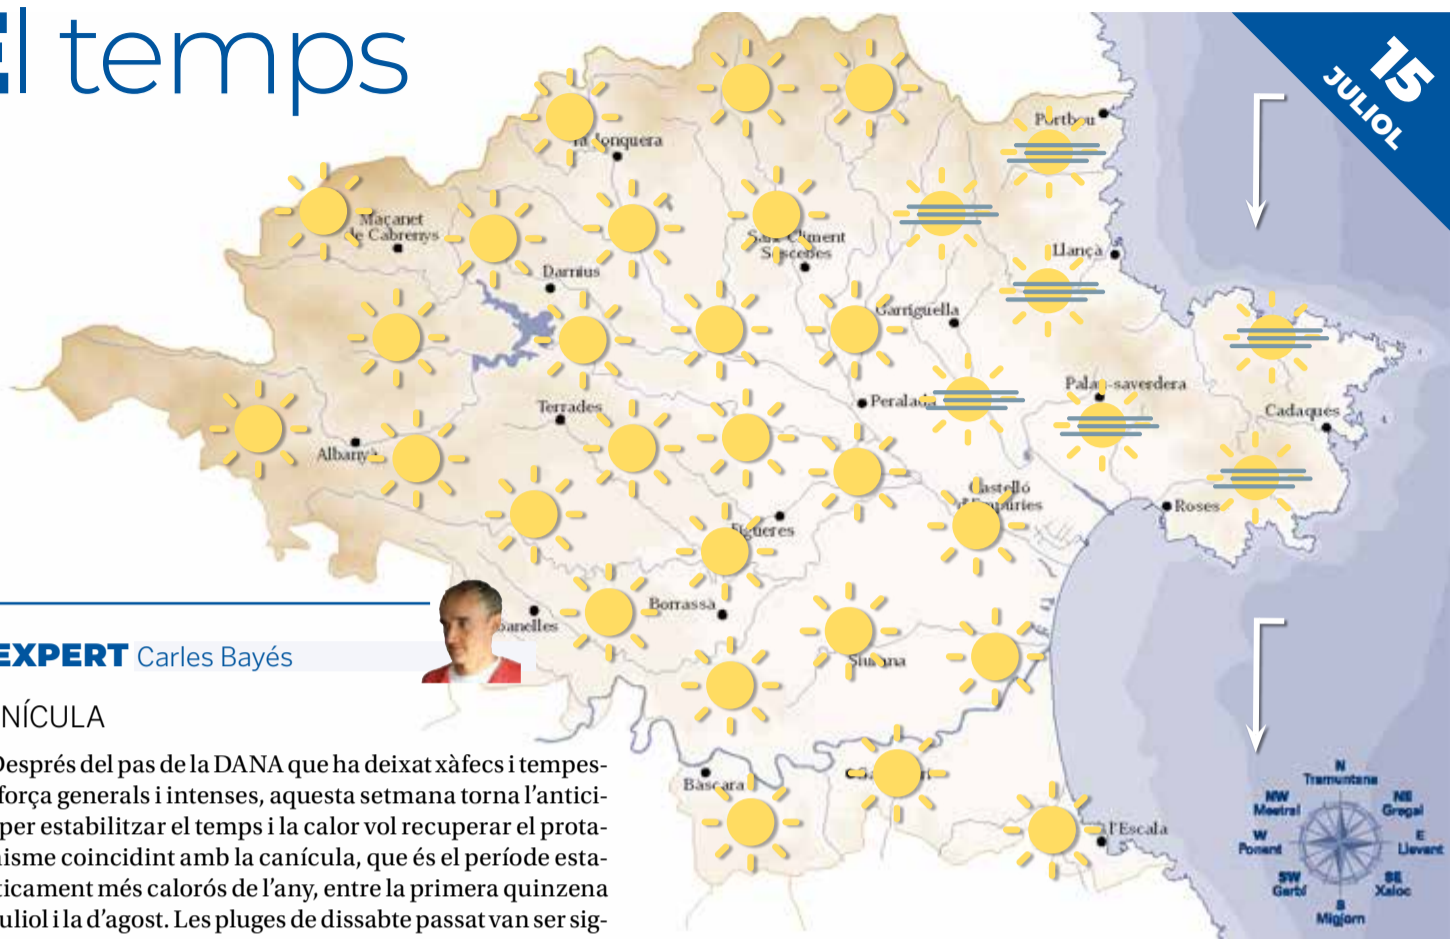 El temps
15
JULIOL
Portbou
la Jonquera
Maçanet
de Cabrenys
Sant Climent
Sescebes
Llançà
Darnius
Garriguella
Palau-saverdera
Peralada
Cadaqués
Terrades
Albanyà
Castelló
d'Empúries
Roses
Figueres
Borrassà
Siurana
Bàscara
l'Escala
EXPERT Carles Bayés
NÍCULA
Després del pas de la DANA que ha deixat xàfecs i tempes-
força generals i intenses, aquesta setmana torna l'antici-
per estabilitzar el temps i la calor vol recuperar el prota-
nisme coincidint amb la canícula, que és el període esta-
ticament més calorós de l'any, entre la primera quinzena
juliol i la d'agost. Les pluges de dissabte passat van ser sig-
N
Tramuntana
NW
Mestral
NE
Gregal
W
Ponent
E
Llevant
SW
Garbí
SE
Xaloc
S
Migjorn